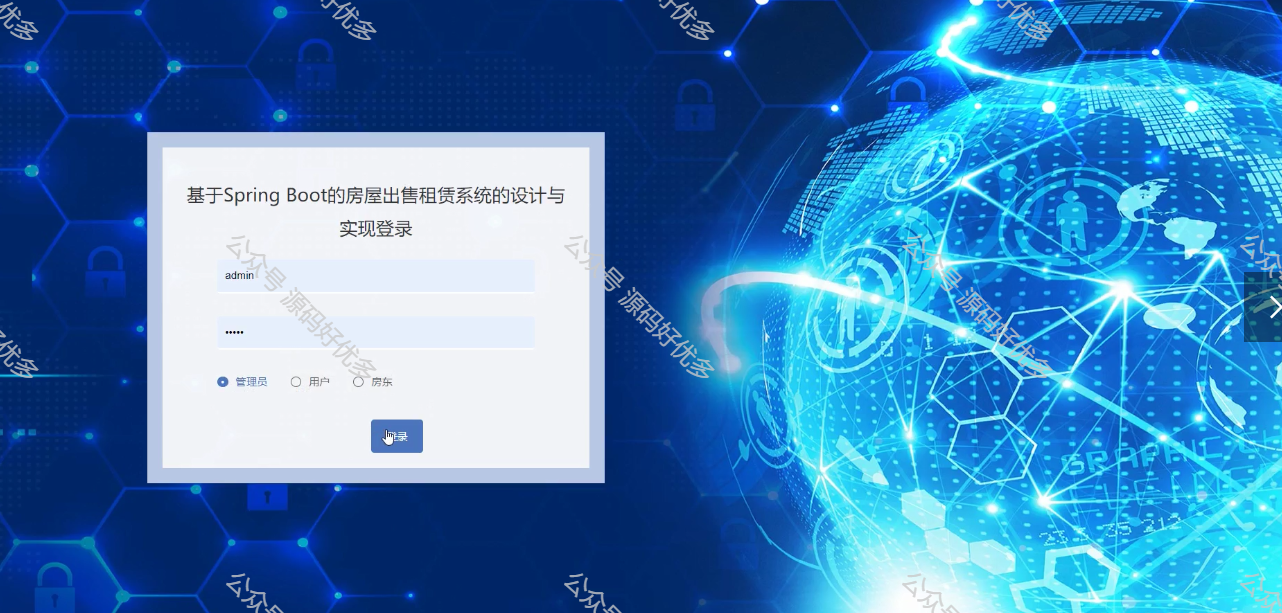 基于Spring Boot的房屋出售租赁系统的设计与
实现登录
admin
•••••
管理员 用户 房东
登录
公众号 源码好优多
公众号 源码好优多
公众号 源码好优多
GRAPHIC